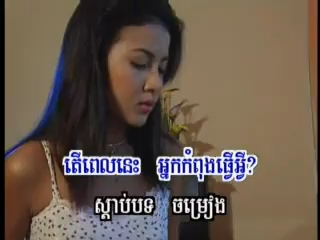 តើពេលនេះ អ្នកកំពុងធ្វើអ្វី?
ស្ដាប់បទ ចម្រៀង